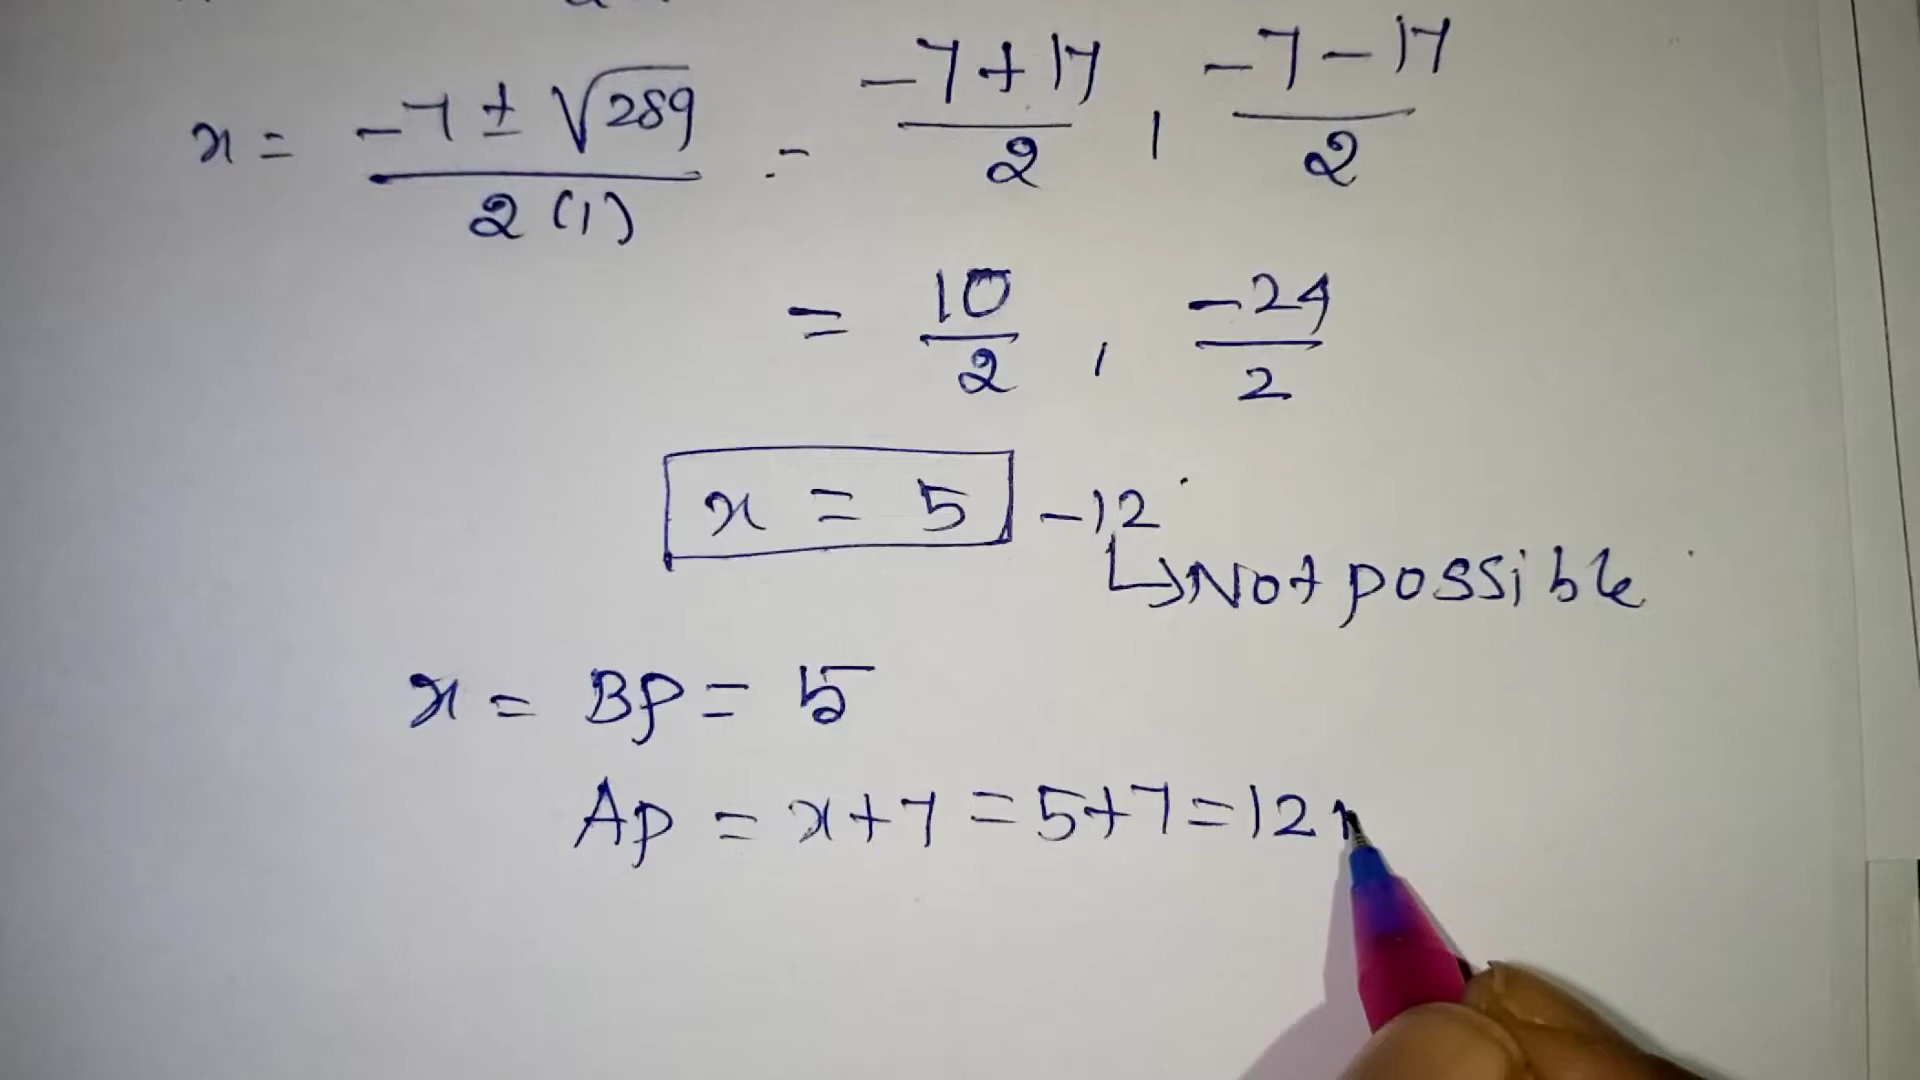 x = (-7 ± √289) / 2(1) = (-7+17)/2 , (-7-17)/2
= 10/2 , -24/2
x = 5 -12
↳ Not possible
x = BP = 5
AP = x+7 = 5+7 = 12